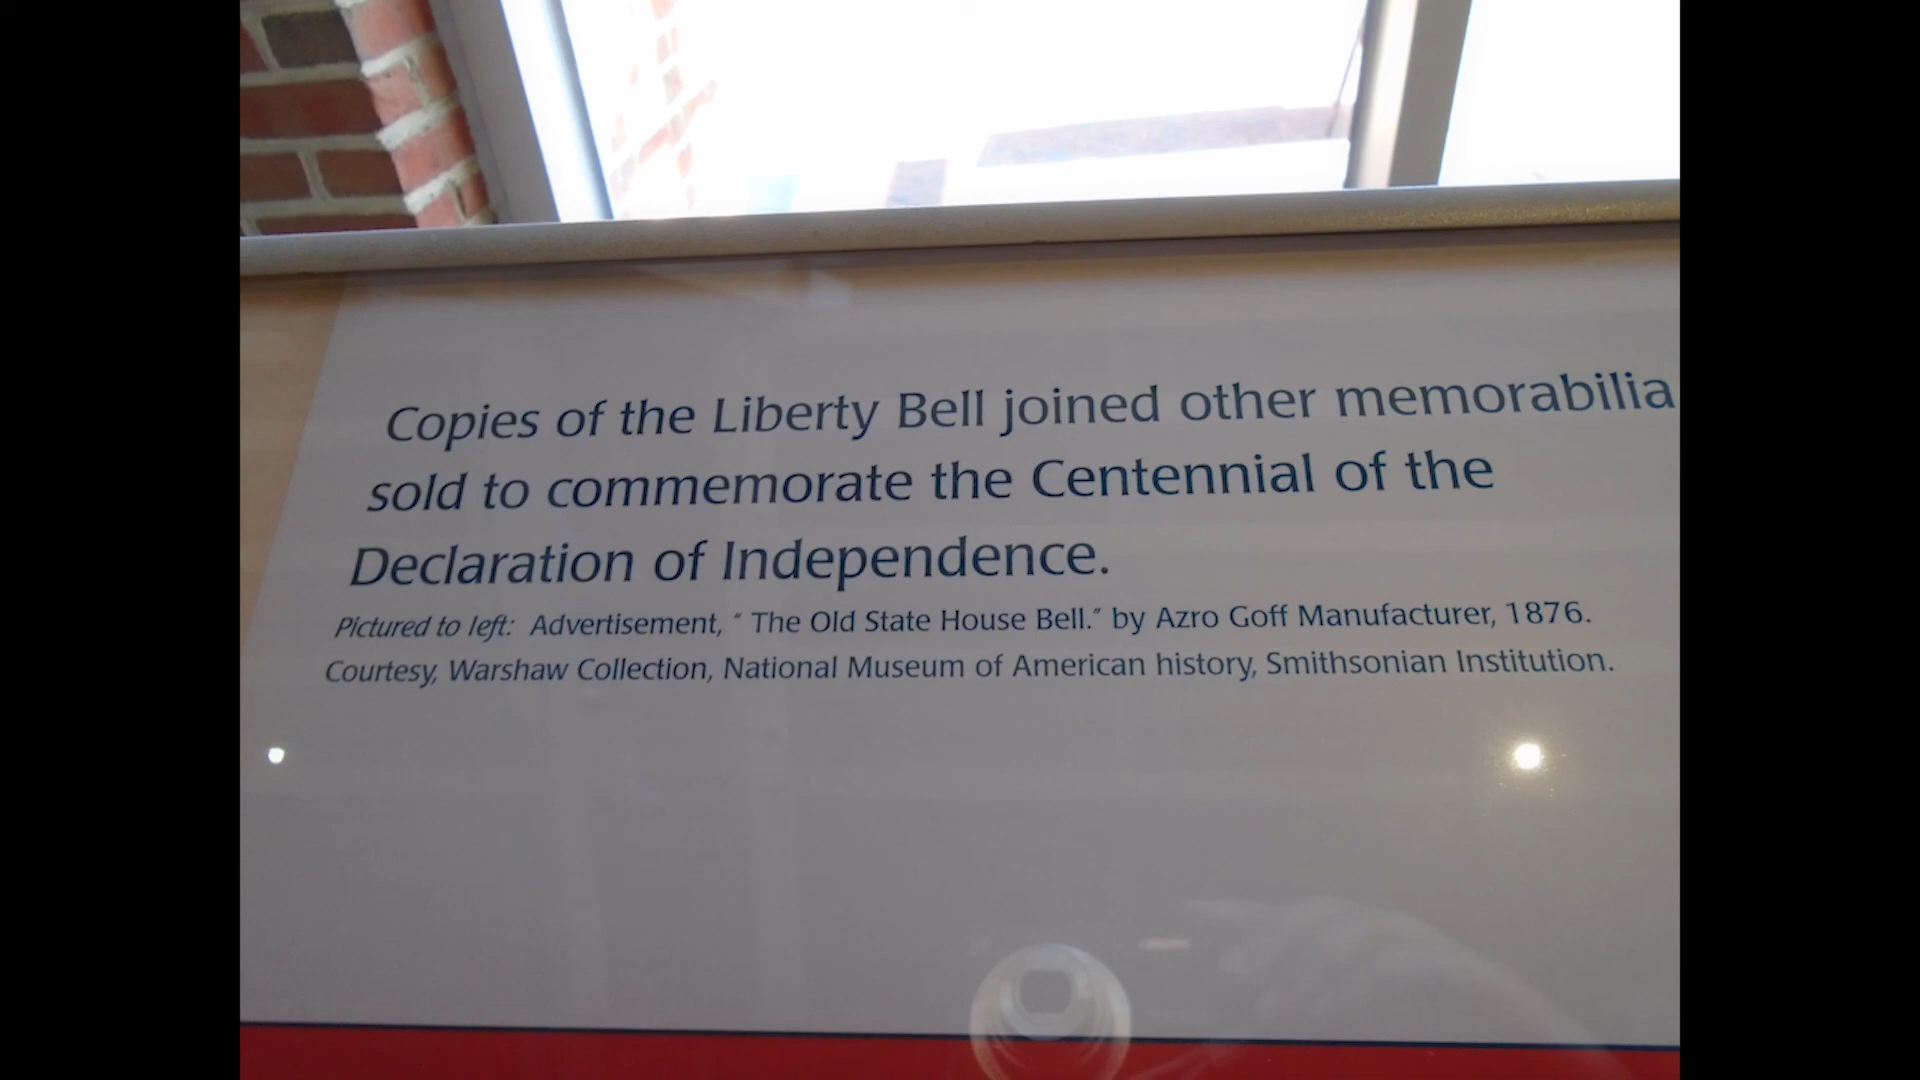 Copies of the Liberty Bell joined other memorabilia
sold to commemorate the Centennial of the
Declaration of Independence.
Pictured to left: Advertisement, " The Old State House Bell." by Azro Goff Manufacturer, 1876.
Courtesy, Warshaw Collection, National Museum of American history, Smithsonian Institution.